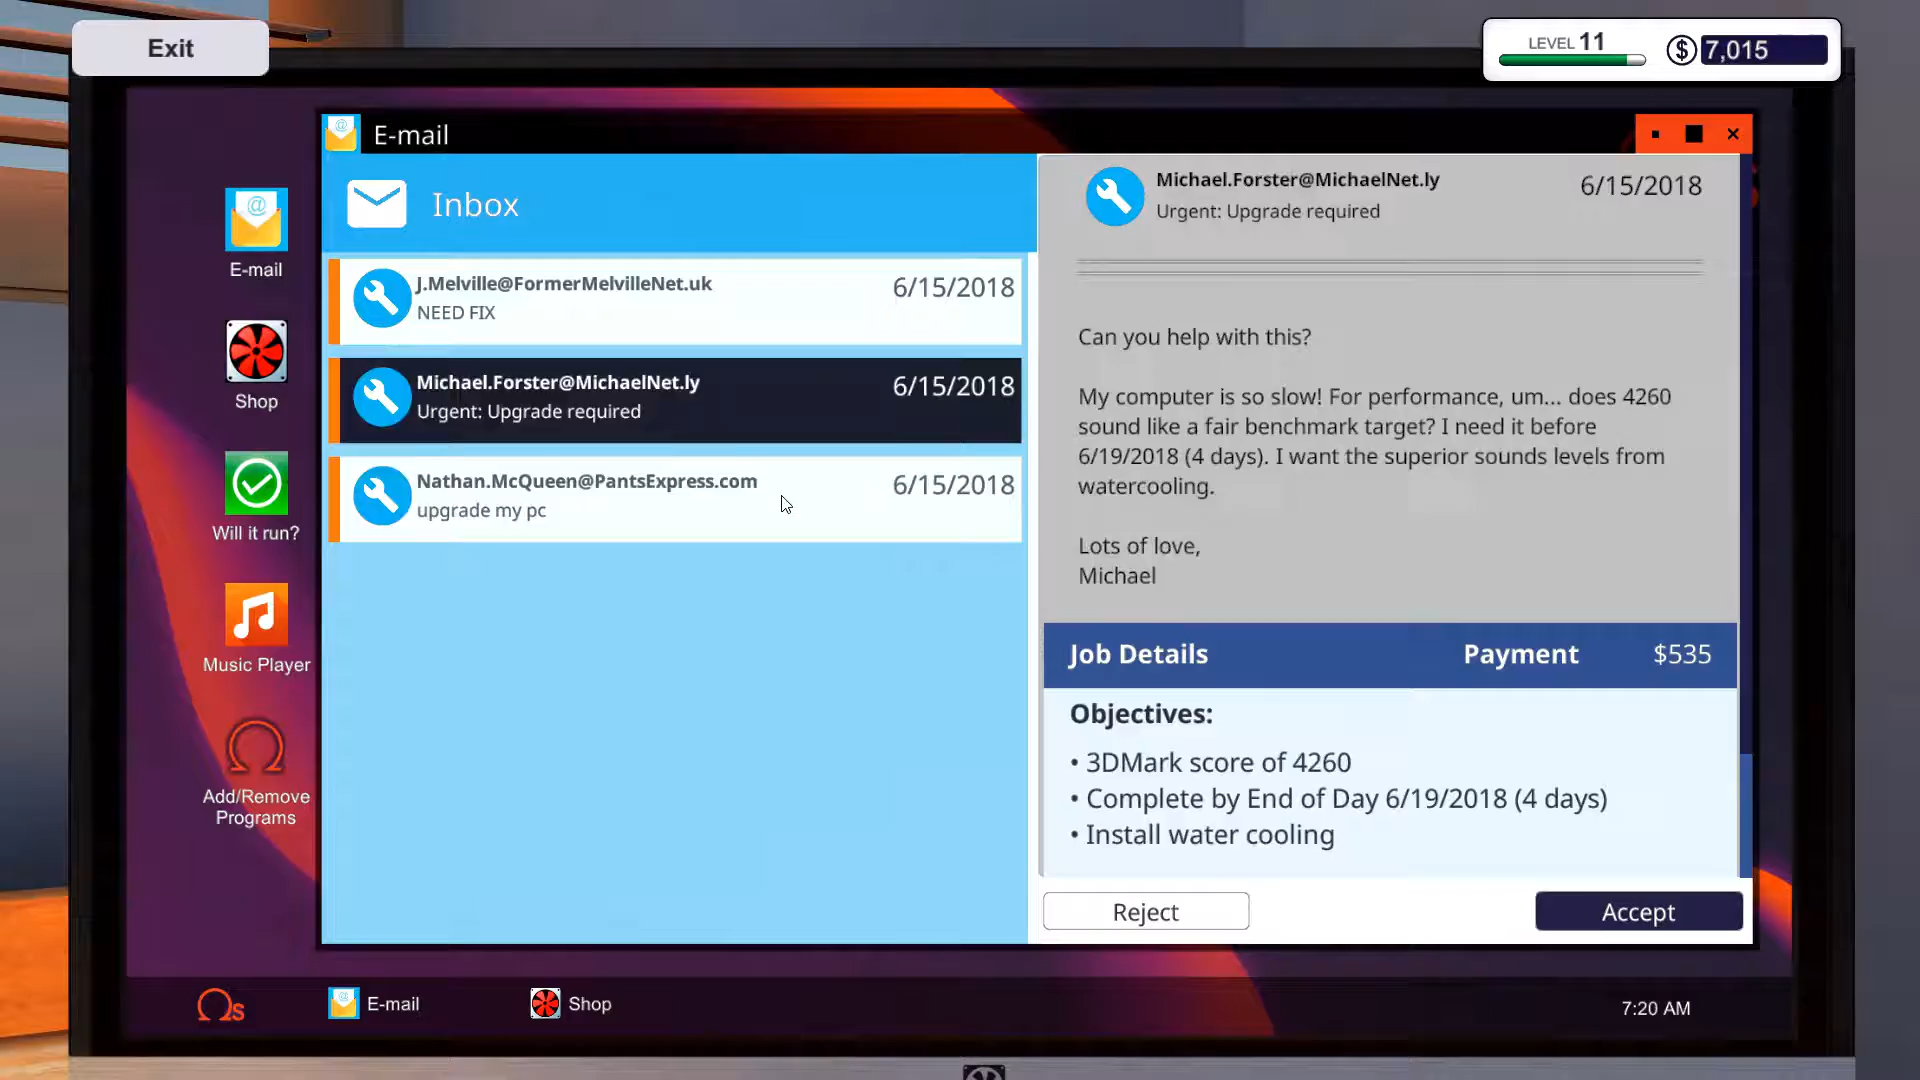 Exit
LEVEL 11
$ 7,015
E-mail
Inbox
J.Melville@FormerMelvilleNet.uk
6/15/2018
NEED FIX
Michael.Forster@MichaelNet.ly
6/15/2018
Urgent: Upgrade required
Nathan.McQueen@PantsExpress.com
6/15/2018
upgrade my pc
Michael.Forster@MichaelNet.ly
6/15/2018
Urgent: Upgrade required
Can you help with this?
My computer is so slow! For performance, um... does 4260
sound like a fair benchmark target? I need it before
6/19/2018 (4 days). I want the superior sounds levels from
watercooling.
Lots of love,
Michael
Job Details
Payment
$535
Objectives:
• 3DMark score of 4260
• Complete by End of Day 6/19/2018 (4 days)
• Install water cooling
Reject
Accept
E-mail
Shop
Will it run?
Music Player
Add/Remove
Programs
Ωs
E-mail
Shop
7:20 AM